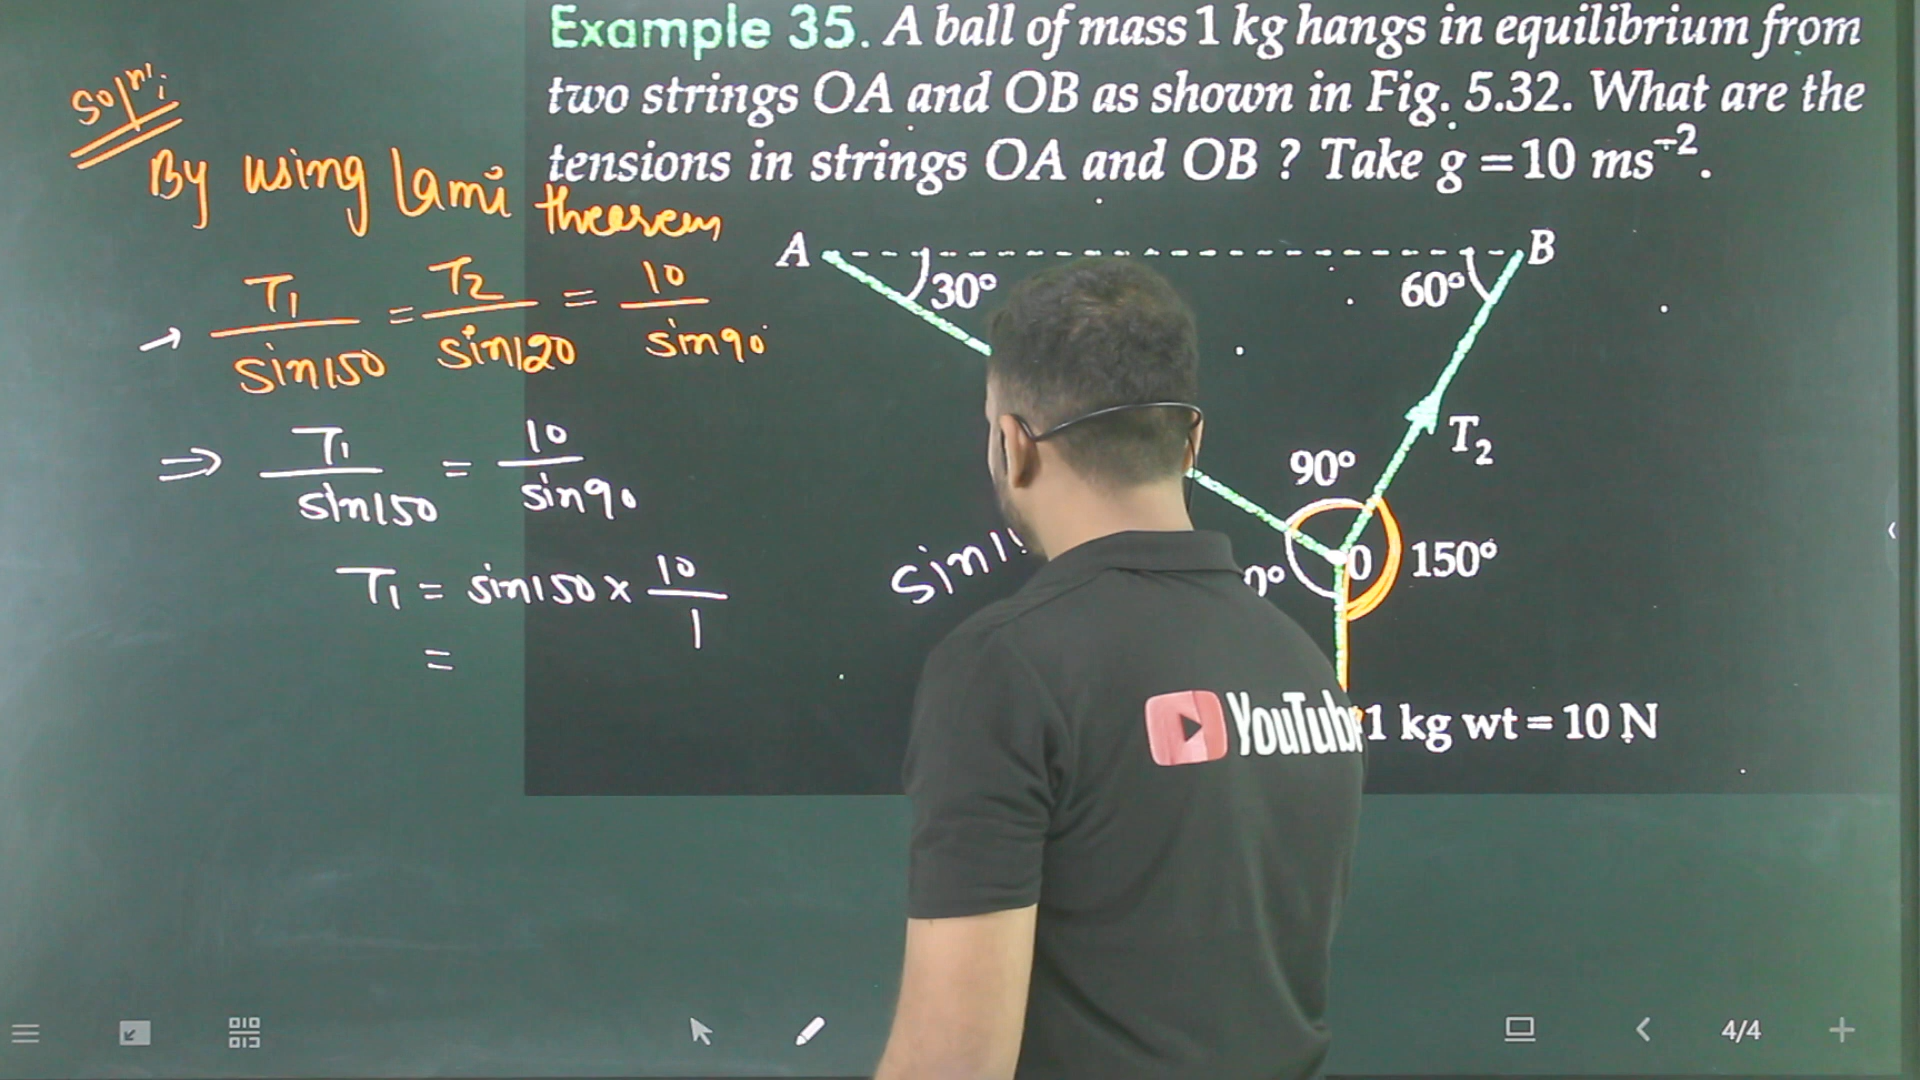 Example 35. A ball of mass 1 kg hangs in equilibrium from
two strings OA and OB as shown in Fig. 5.32. What are the
tensions in strings OA and OB ? Take g = 10 ms⁻².
Solⁿ:
By using Lami theorem
→ T₁/sin150 = T₂/sin120 = 10/sin90
⇒ T₁/sin150 = 10/sin90
T₁ = sin150 × 10/1
=
A
B
30°
60°
T₂
90°
O
150°
1 kg wt = 10 N
YouTube
4/4